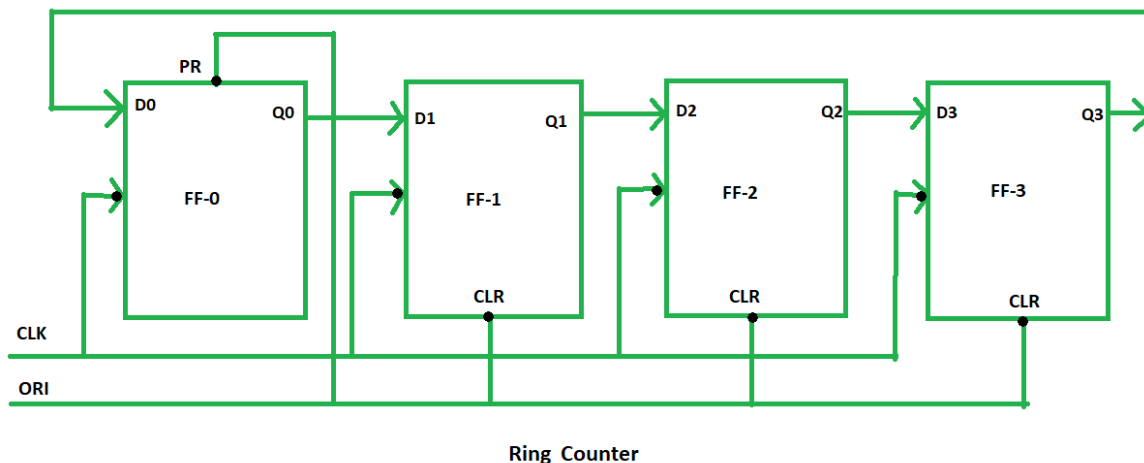 PR
D0
Q0
D1
Q1
D2
Q2
D3
Q3
FF-0
FF-1
FF-2
FF-3
CLR
CLR
CLR
CLK
ORI
Ring Counter